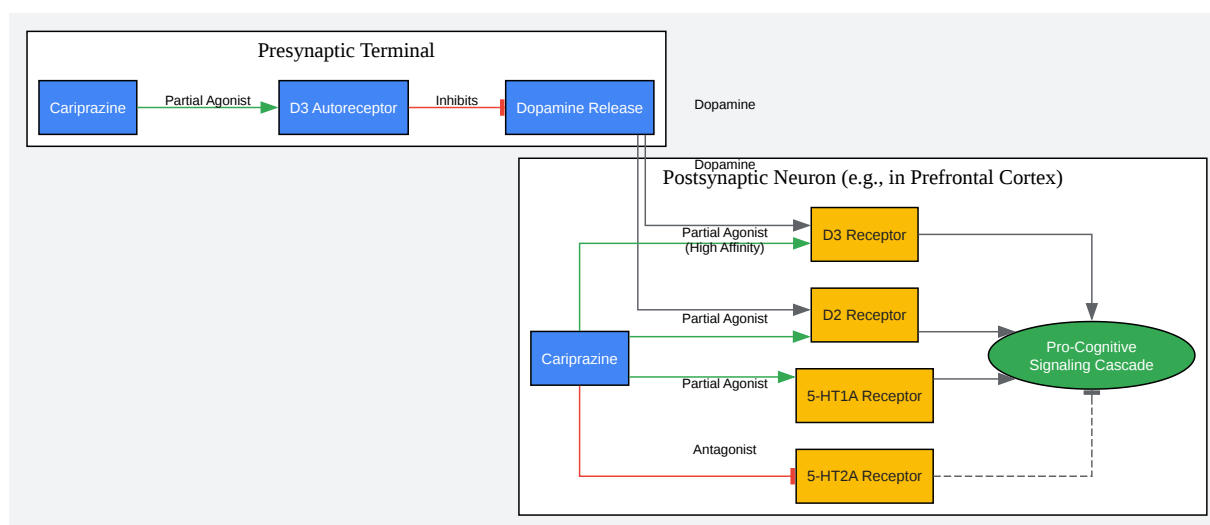 Presynaptic Terminal
Cariprazine
Partial Agonist
D3 Autoreceptor
Inhibits
Dopamine Release
Dopamine
Dopamine
Postsynaptic Neuron (e.g., in Prefrontal Cortex)
Partial Agonist
(High Affinity)
D3 Receptor
Partial Agonist
D2 Receptor
Cariprazine
Pro-Cognitive
Signaling Cascade
Partial Agonist
5-HT1A Receptor
Antagonist
5-HT2A Receptor